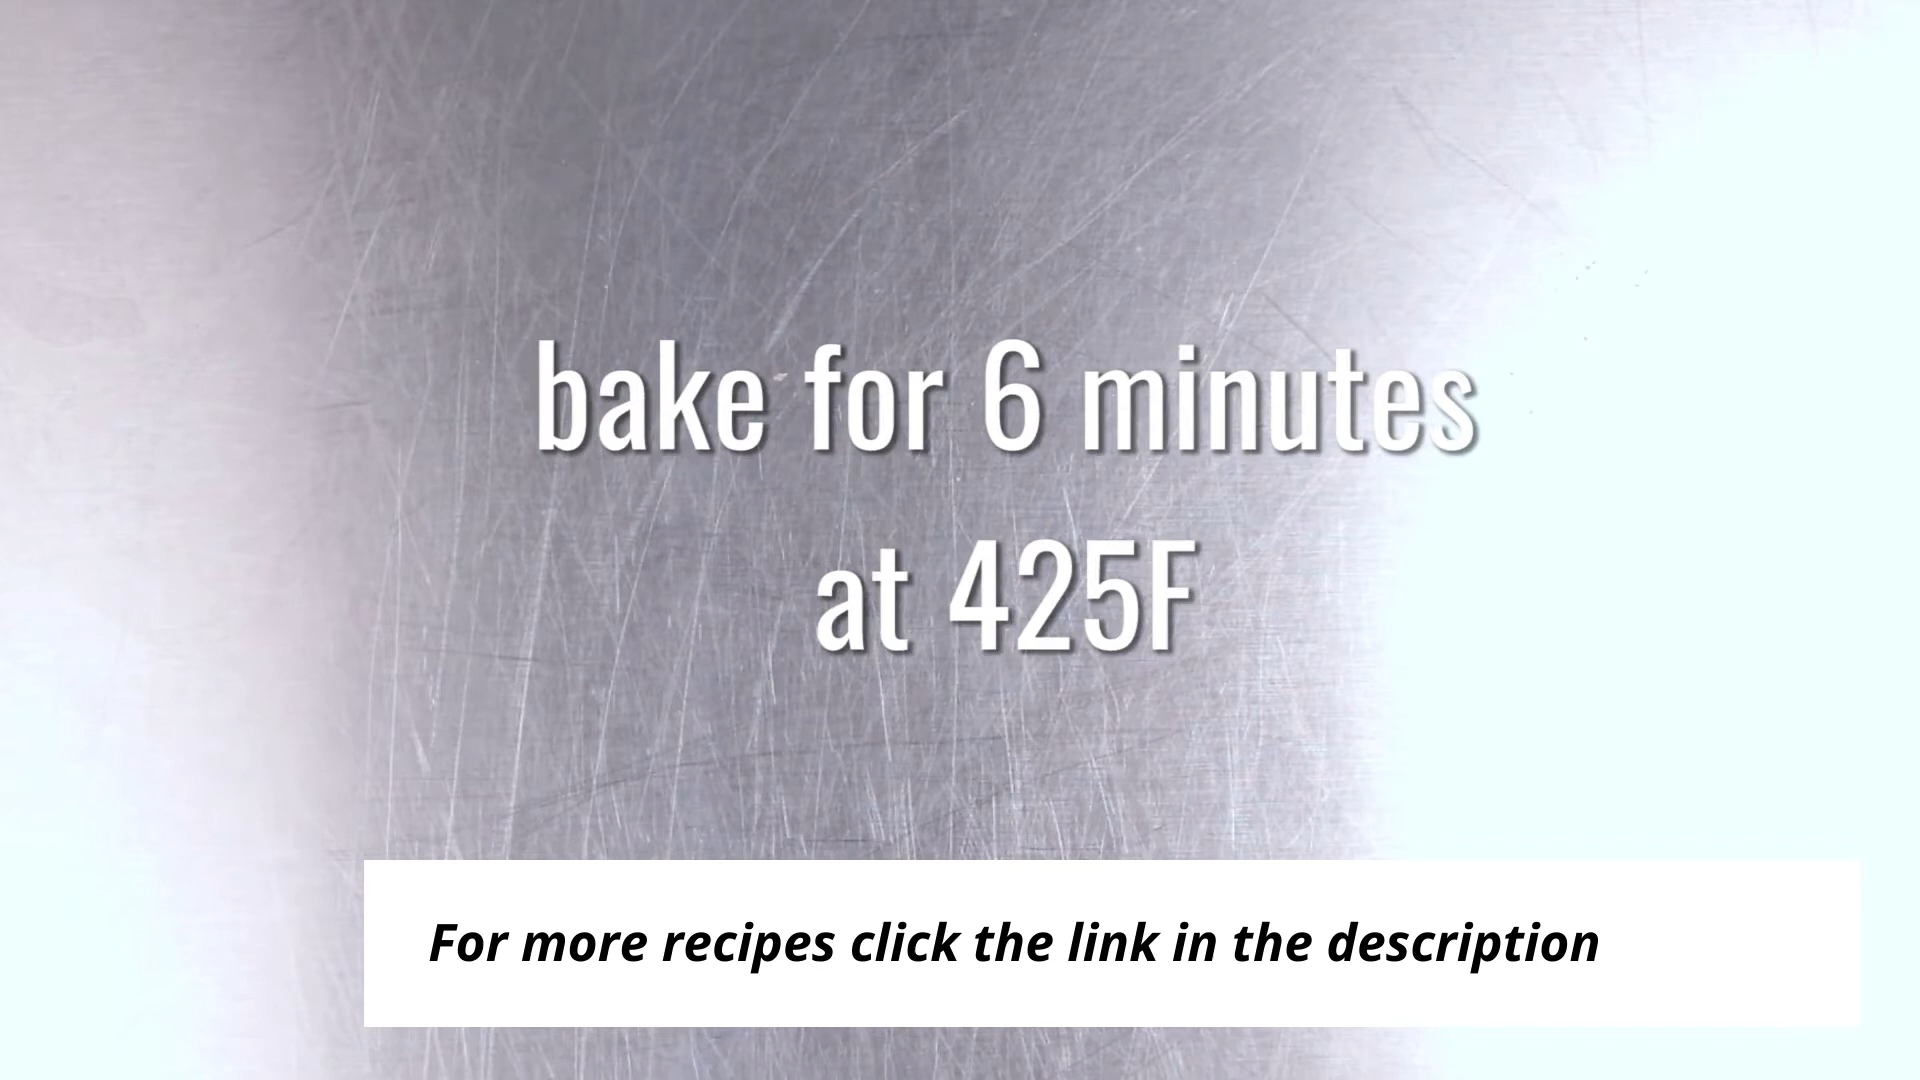 bake for 6 minutes
at 425F
For more recipes click the link in the description